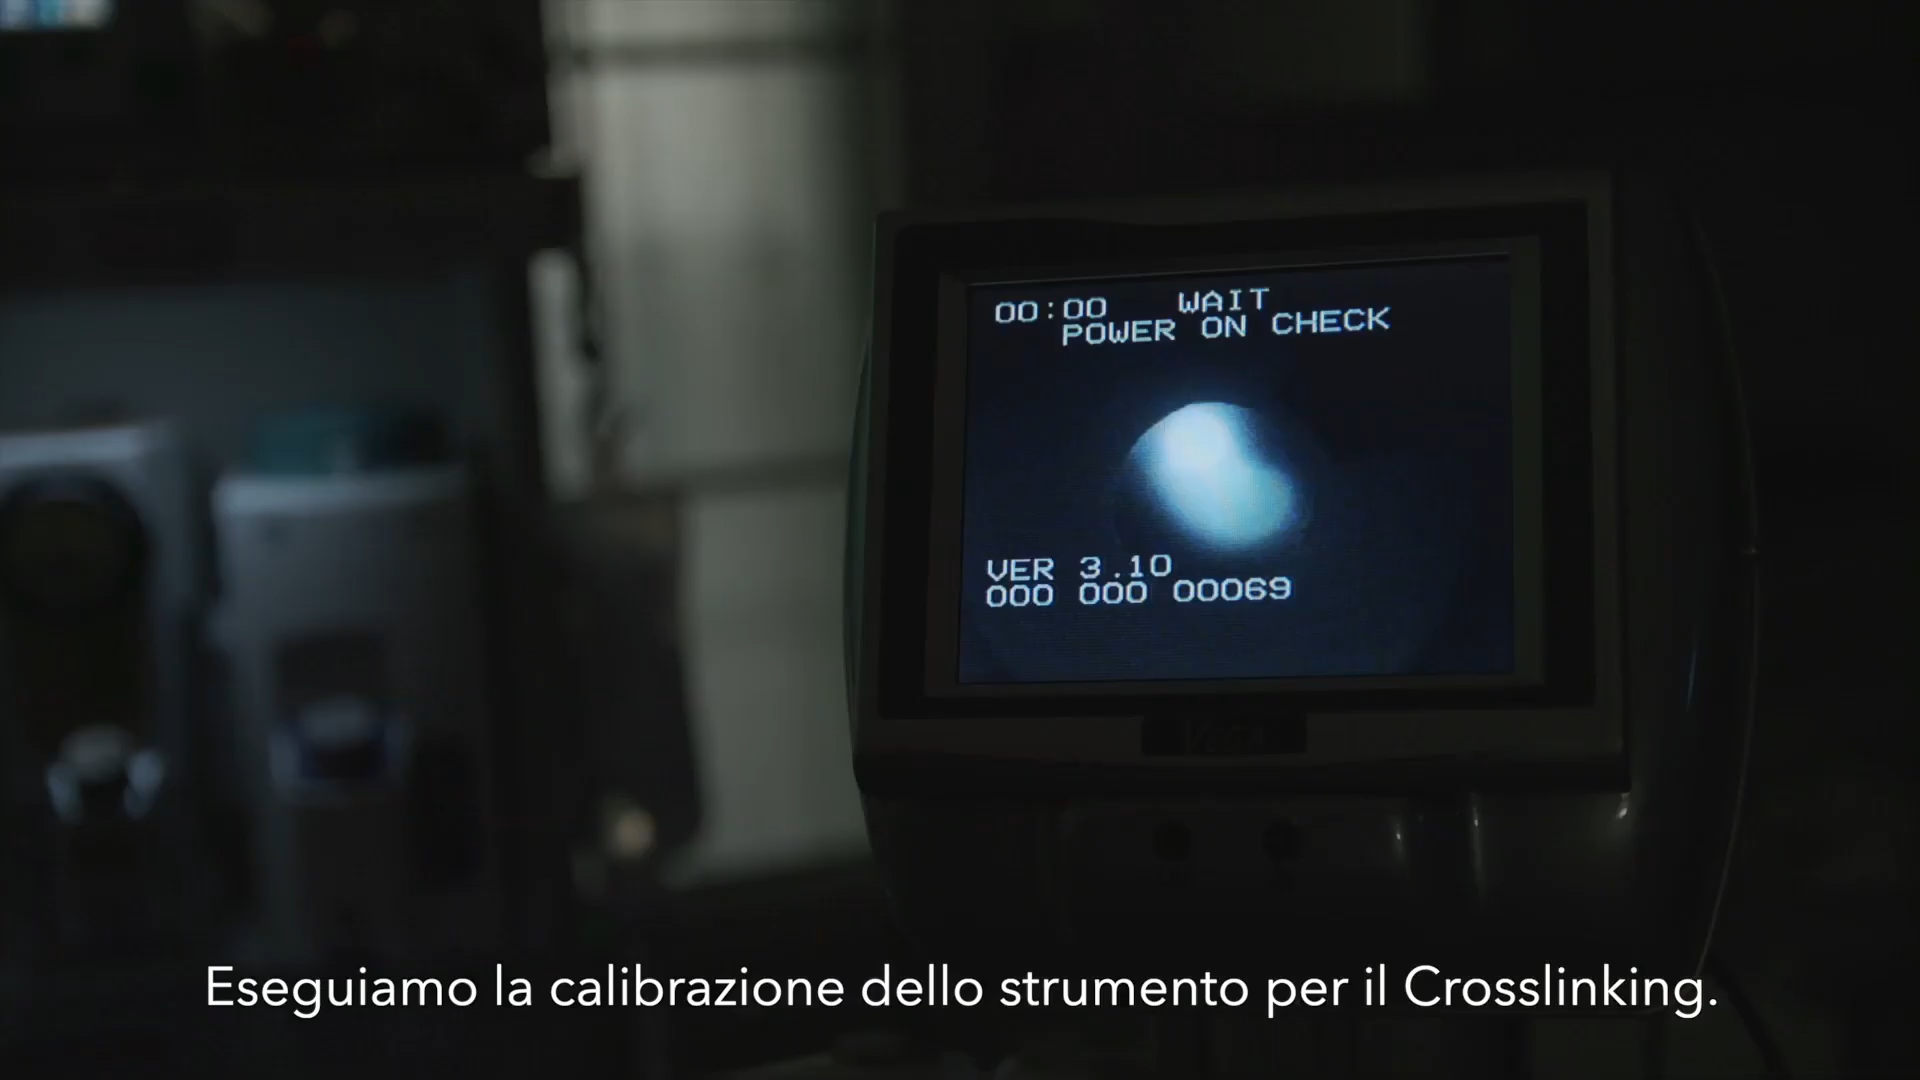 00:00 WAIT
POWER ON CHECK
VER 3.10
000 000 00069
Eseguiamo la calibrazione dello strumento per il Crosslinking.